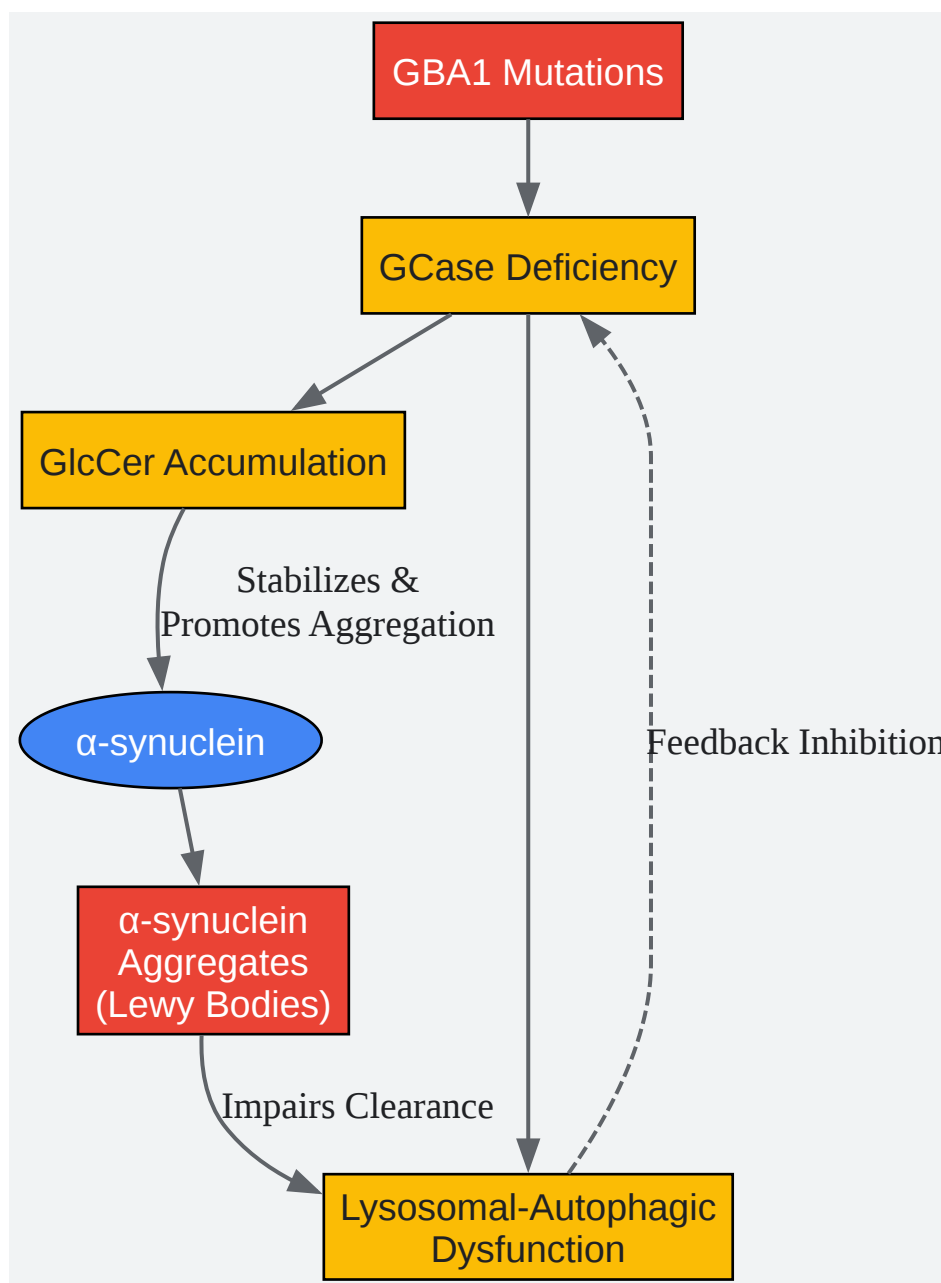 GBA1 Mutations
GCase Deficiency
GlcCer Accumulation
Stabilizes &
Promotes Aggregation
α-synuclein
Feedback Inhibition
α-synuclein
Aggregates
(Lewy Bodies)
Impairs Clearance
Lysosomal-Autophagic
Dysfunction